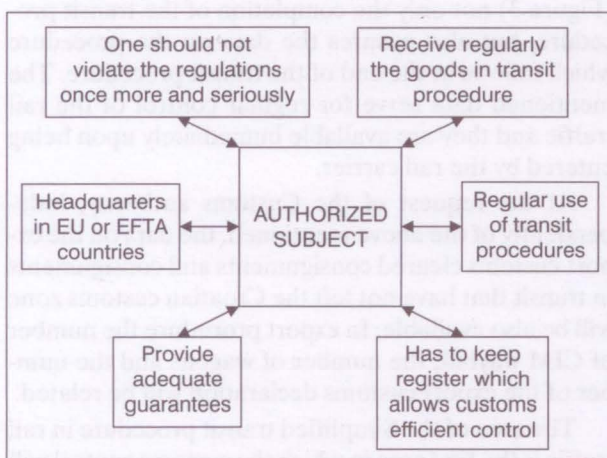 One should not
violate the regulations
once more and seriously
Receive regularly
the goods in transit
procedure
Headquarters
in EU or EFTA
countries
AUTHORIZED
SUBJECT
Regular use
of transit
procedure
Provide
adequate
guarantees
Has to keep
register which
allows customs
efficient control